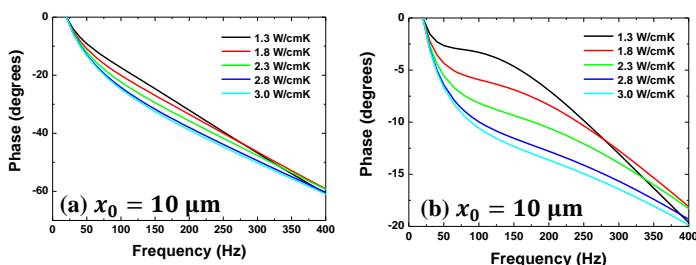 (a) x₀ = 10 μm
Phase (degrees)
Frequency (Hz)
0
-20
-40
-60
0 50 100 150 200 250 300 350 400
1.3 W/cmK
1.8 W/cmK
2.3 W/cmK
2.8 W/cmK
3.0 W/cmK
(b) x₀ = 10 μm
Phase (degrees)
Frequency (Hz)
0
-5
-10
-15
-20
0 50 100 150 200 250 300 350 400
1.3 W/cmK
1.8 W/cmK
2.3 W/cmK
2.8 W/cmK
3.0 W/cmK